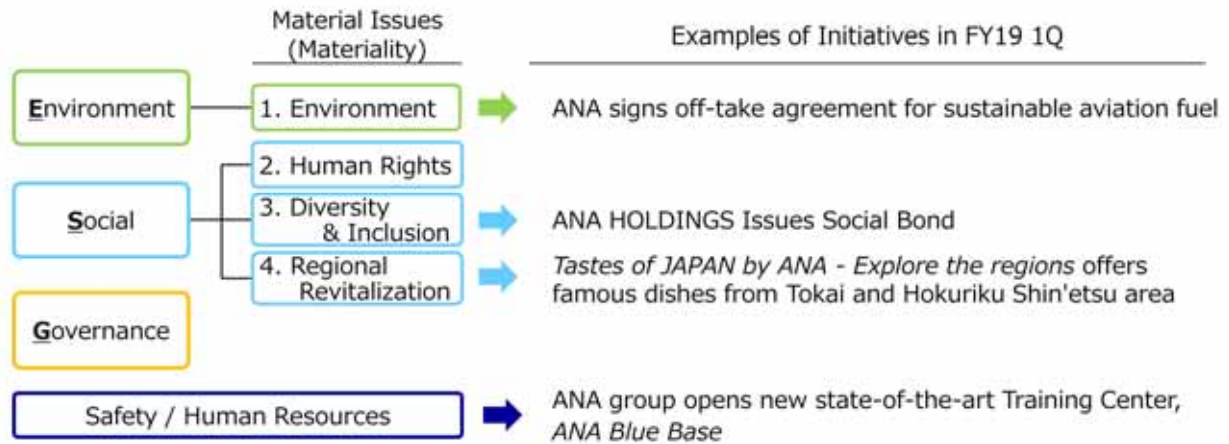 Material Issues
(Materiality)
Examples of Initiatives in FY19 1Q
Environment
1. Environment
ANA signs off-take agreement for sustainable aviation fuel
Social
2. Human Rights
3. Diversity
& Inclusion
ANA HOLDINGS Issues Social Bond
4. Regional
Revitalization
Tastes of JAPAN by ANA - Explore the regions offers
famous dishes from Tokai and Hokuriku Shin'etsu area
Governance
Safety / Human Resources
ANA group opens new state-of-the-art Training Center,
ANA Blue Base